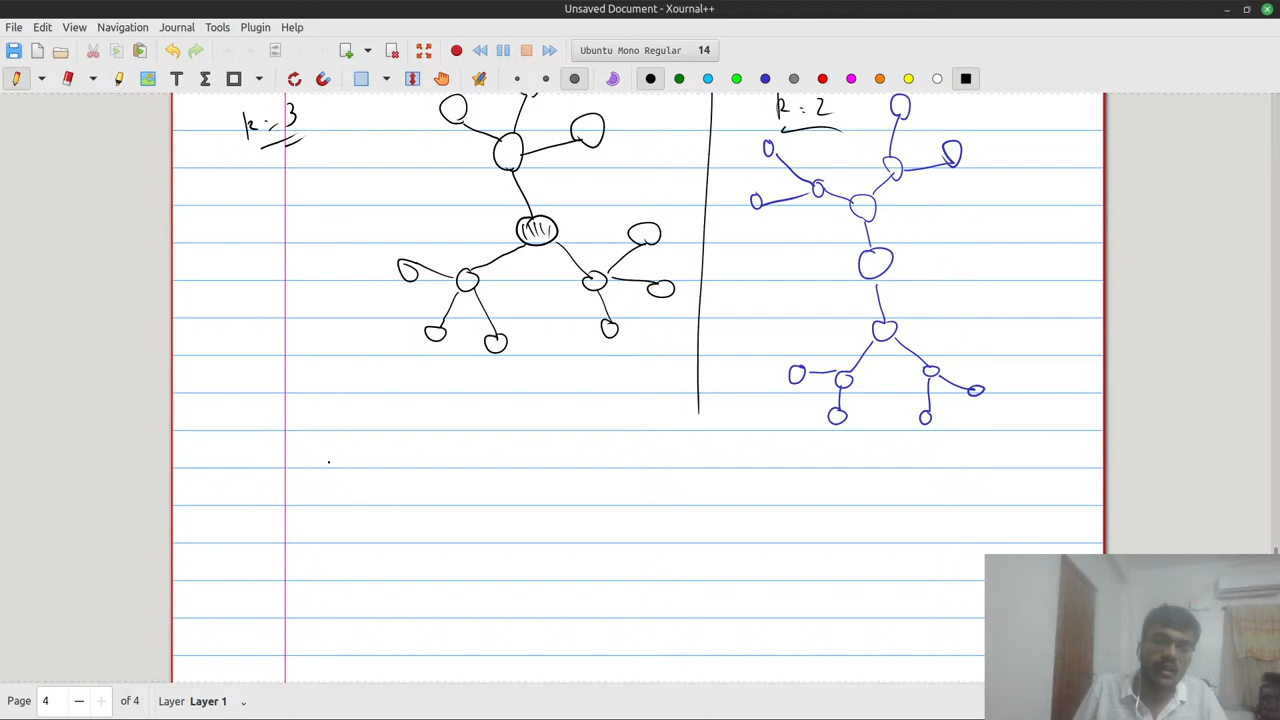 Unsaved Document - Xournal++
File Edit View Navigation Journal Tools Plugin Help
Ubuntu Mono Regular 14
k = 3
k = 2
Page 4 of 4 Layer Layer 1